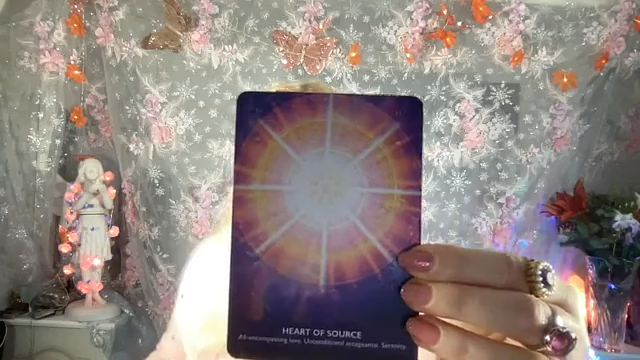 HEART OF SOURCE
All-encompassing love. Unconditional acceptance. Serenity